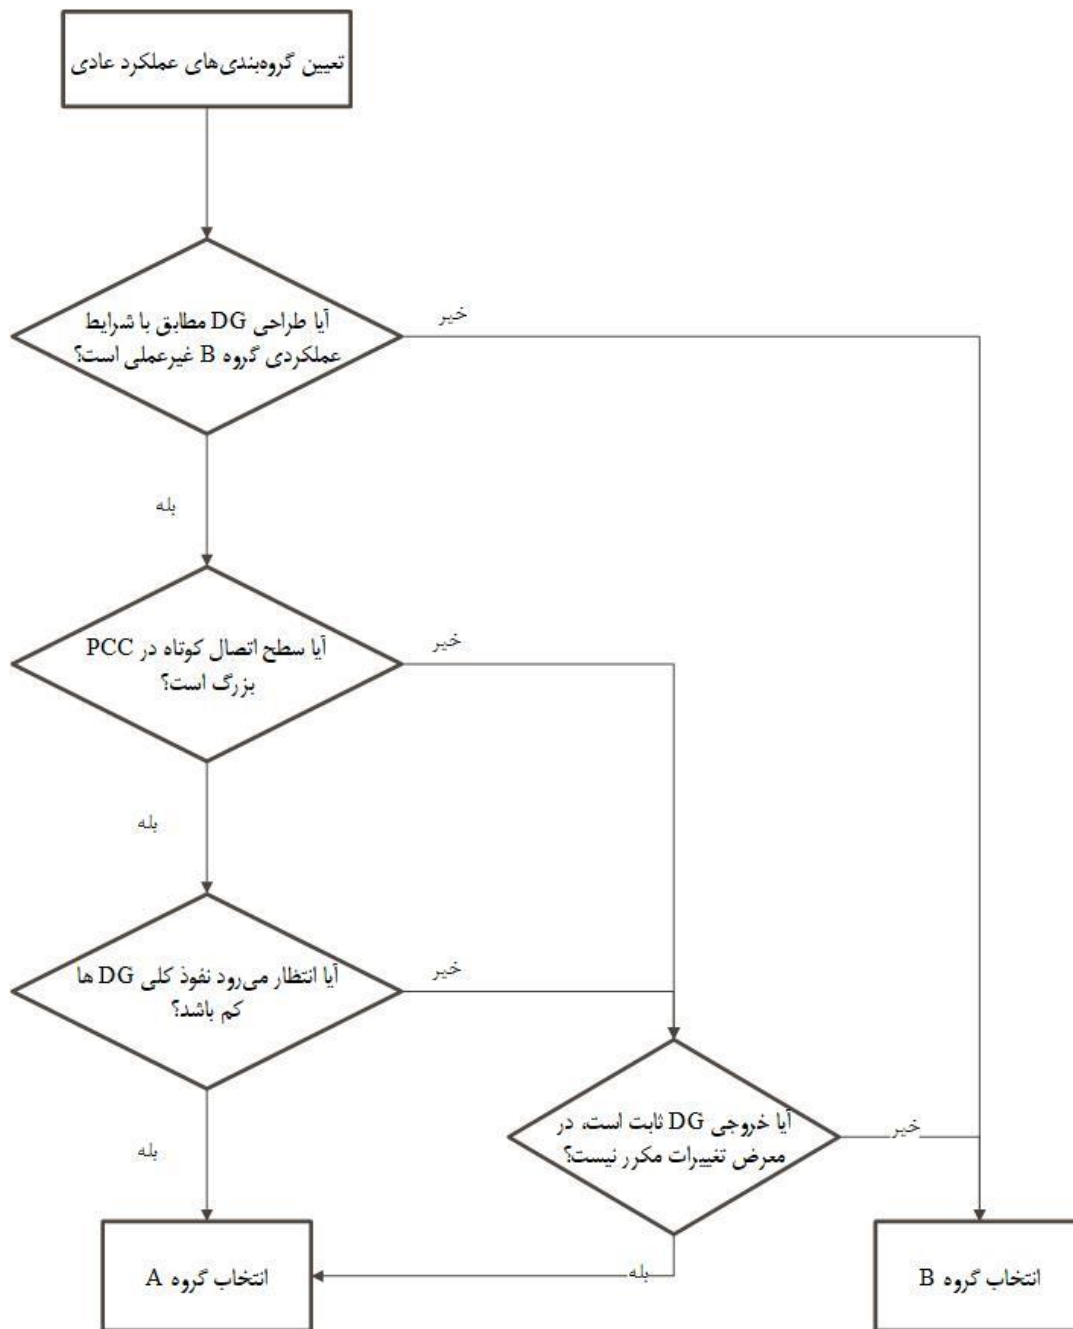 تعیین گروه‌بندی‌های عملکرد عادی
آیا طراحی DG مطابق با شرایط
عملکردی گروه B غیرعملی است؟
خیر
بله
آیا سطح اتصال کوتاه در PCC
بزرگ است؟
خیر
بله
آیا انتظار می‌رود نفوذ کلی DG ها
کم باشد؟
خیر
آیا خروجی DG ثابت است، در
معرض تغییرات مکرر نیست؟
خیر
بله
بله
انتخاب گروه A
انتخاب گروه B